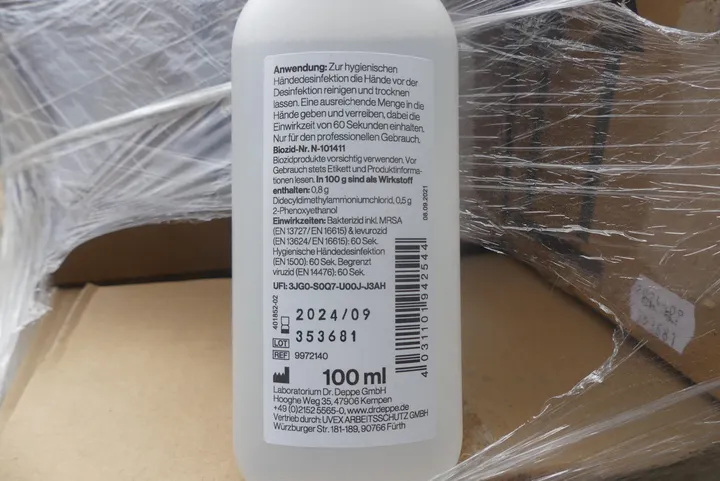 Anwendung: Zur hygienischen
Händedesinfektion die Hände vor der
Desinfektion reinigen und trocknen
lassen. Eine ausreichende Menge in die
Hände geben und verreiben, dabei die
Einwirkzeit von 60 Sekunden einhalten.
Nur für den professionellen Gebrauch.
Biozid-Nr. N-101411
Biozidprodukte vorsichtig verwenden. Vor
Gebrauch stets Etikett und Produktinforma-
tionen lesen. In 100 g sind als Wirkstoff
enthalten: 0,8 g
Didecyldimethylammoniumchlorid, 0,5 g
2-Phenoxyethanol
Einwirkzeiten: Bakterizid inkl. MRSA
(EN 13727/ EN 16615) & levurozid
(EN 13624/ EN 16615): 60 Sek.
Hygienische Händedesinfektion
(EN 1500): 60 Sek. Begrenzt
viruzid (EN 14476): 60 Sek.
UFI: 3JG0-S0Q7-U00J-J3AH
08.09.2021
401852-02
2024/09
LOT 353681
REF 9972140
4031101942544
100 ml
Laboratorium Dr. Deppe GmbH
Hooghe Weg 35, 47906 Kempen
+49 (0)2152 5565-0, www.drdeppe.de
Vertrieb durch: UVEX ARBEITSSCHUTZ GMBH
Würzburger Str. 181-189, 90766 Fürth
353681